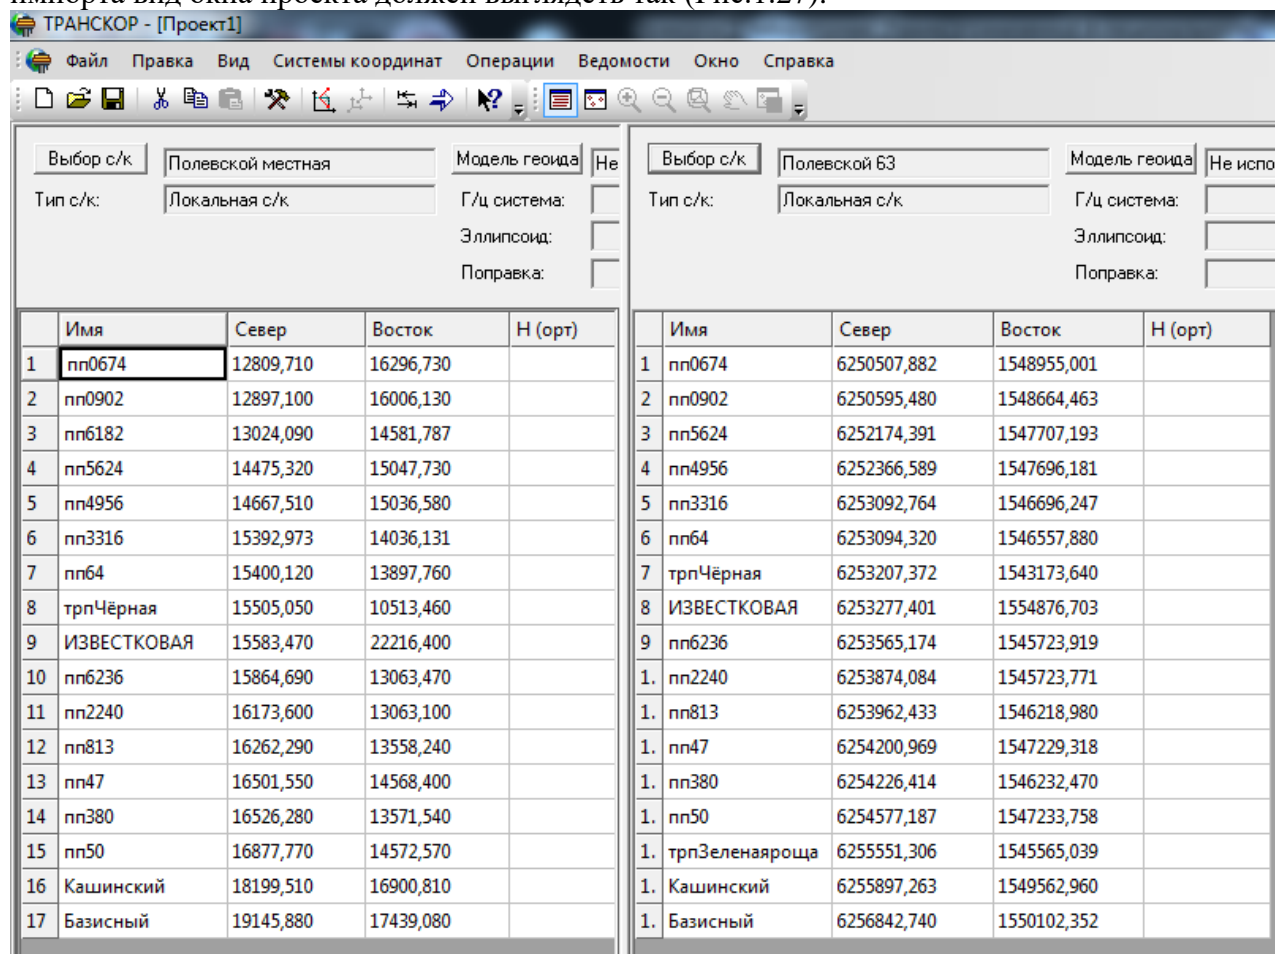 импорта вид окна проекта должен выглядеть так (Рис.1.27).
ТРАНСКОР - [Проект1]
Файл Правка Вид Системы координат Операции Ведомости Окно Справка
Выбор с/к Полевской местная Модель геоида Не
Тип с/к: Локальная с/к Г/ц система:
Эллипсоид:
Поправка:
Имя Север Восток Н (орт)
1 пп0674 12809,710 16296,730
2 пп0902 12897,100 16006,130
3 пп6182 13024,090 14581,787
4 пп5624 14475,320 15047,730
5 пп4956 14667,510 15036,580
6 пп3316 15392,973 14036,131
7 пп64 15400,120 13897,760
8 трпЧёрная 15505,050 10513,460
9 ИЗВЕСТКОВАЯ 15583,470 22216,400
10 пп6236 15864,690 13063,470
11 пп2240 16173,600 13063,100
12 пп813 16262,290 13558,240
13 пп47 16501,550 14568,400
14 пп380 16526,280 13571,540
15 пп50 16877,770 14572,570
16 Кашинский 18199,510 16900,810
17 Базисный 19145,880 17439,080
Выбор с/к Полевской 63 Модель геоида Не испо
Тип с/к: Локальная с/к Г/ц система:
Эллипсоид:
Поправка:
Имя Север Восток Н (орт)
1 пп0674 6250507,882 1548955,001
2 пп0902 6250595,480 1548664,463
3 пп5624 6252174,391 1547707,193
4 пп4956 6252366,589 1547696,181
5 пп3316 6253092,764 1546696,247
6 пп64 6253094,320 1546557,880
7 трпЧёрная 6253207,372 1543173,640
8 ИЗВЕСТКОВАЯ 6253277,401 1554876,703
9 пп6236 6253565,174 1545723,919
1. пп2240 6253874,084 1545723,771
1. пп813 6253962,433 1546218,980
1. пп47 6254200,969 1547229,318
1. пп380 6254226,414 1546232,470
1. пп50 6254577,187 1547233,758
1. трпЗеленаяроща 6255551,306 1545565,039
1. Кашинский 6255897,263 1549562,960
1. Базисный 6256842,740 1550102,352